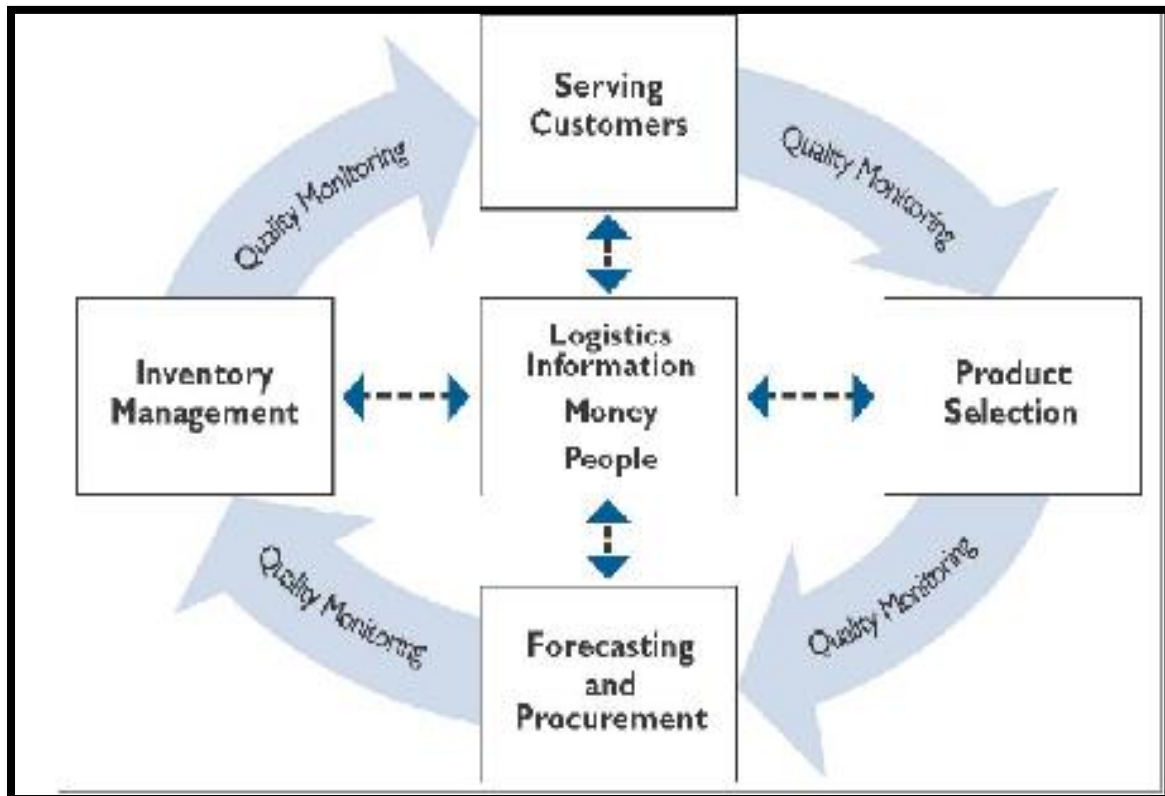 Serving
Customers
Quality Monitoring
Quality Monitoring
Inventory
Management
Logistics
Information
Money
People
Product
Selection
Quality Monitoring
Quality Monitoring
Forecasting
and
Procurement